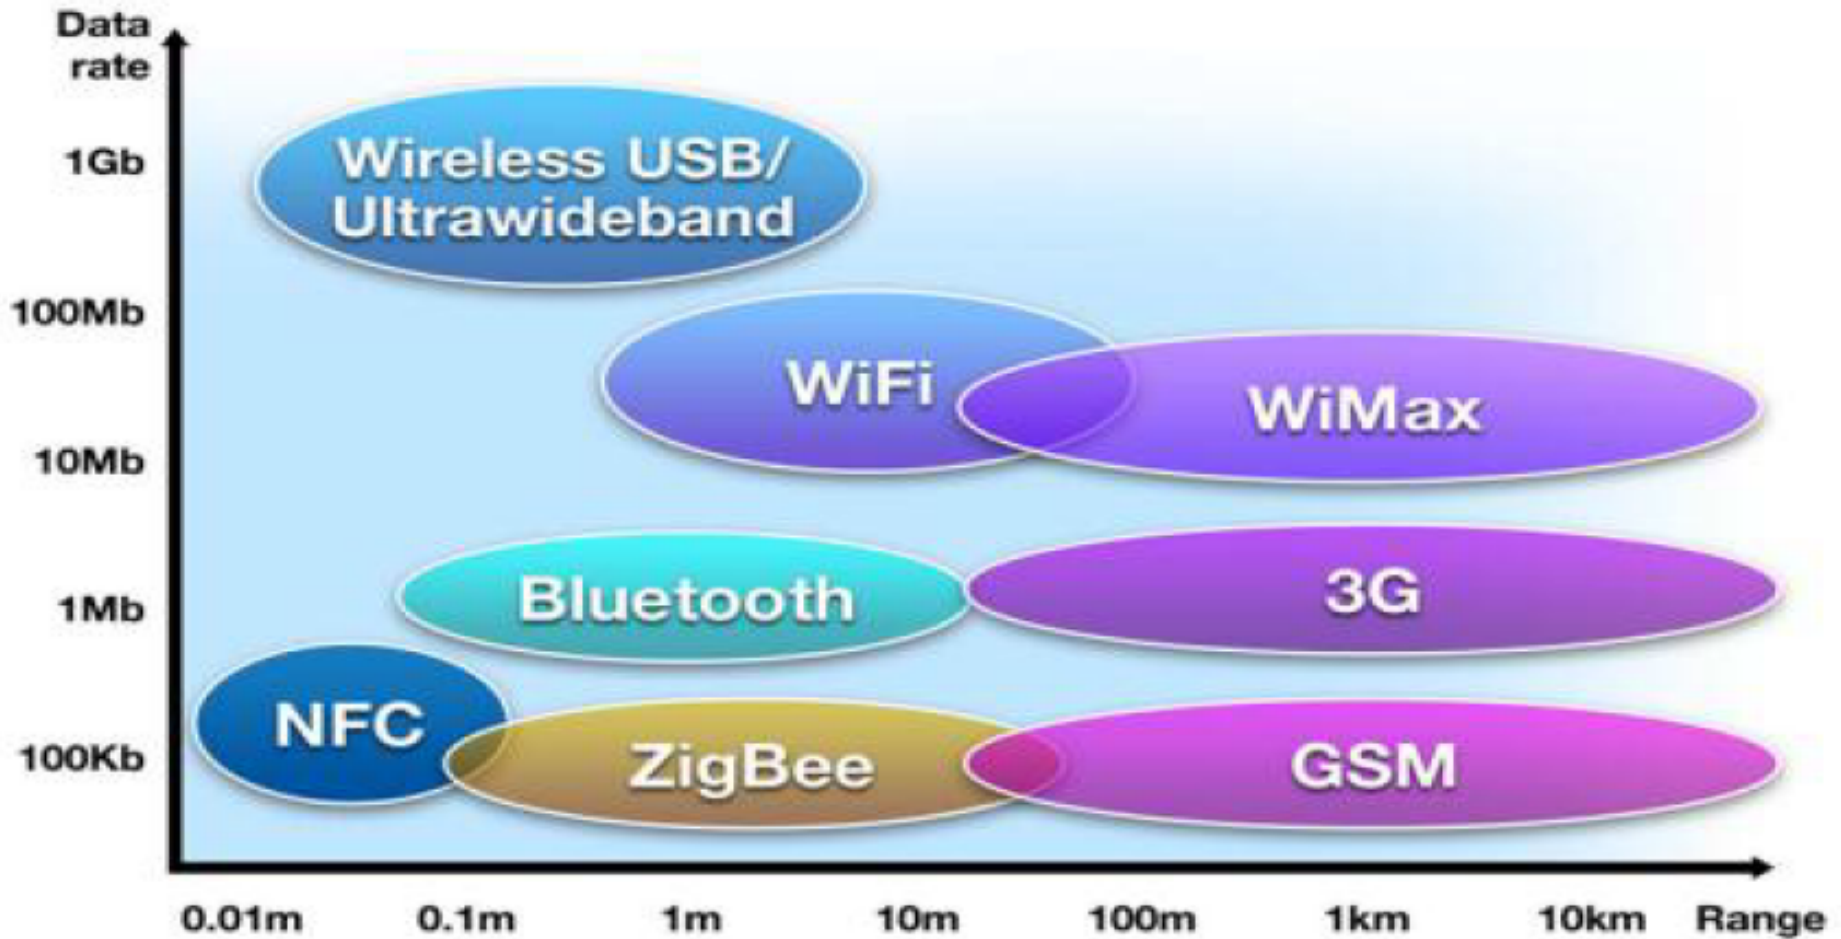 Data
rate
1Gb
Wireless USB/
Ultrawideband
100Mb
WiFi
WiMax
10Mb
Bluetooth
3G
1Mb
NFC
ZigBee
GSM
100Kb
0.01m 0.1m 1m 10m 100m 1km 10km Range